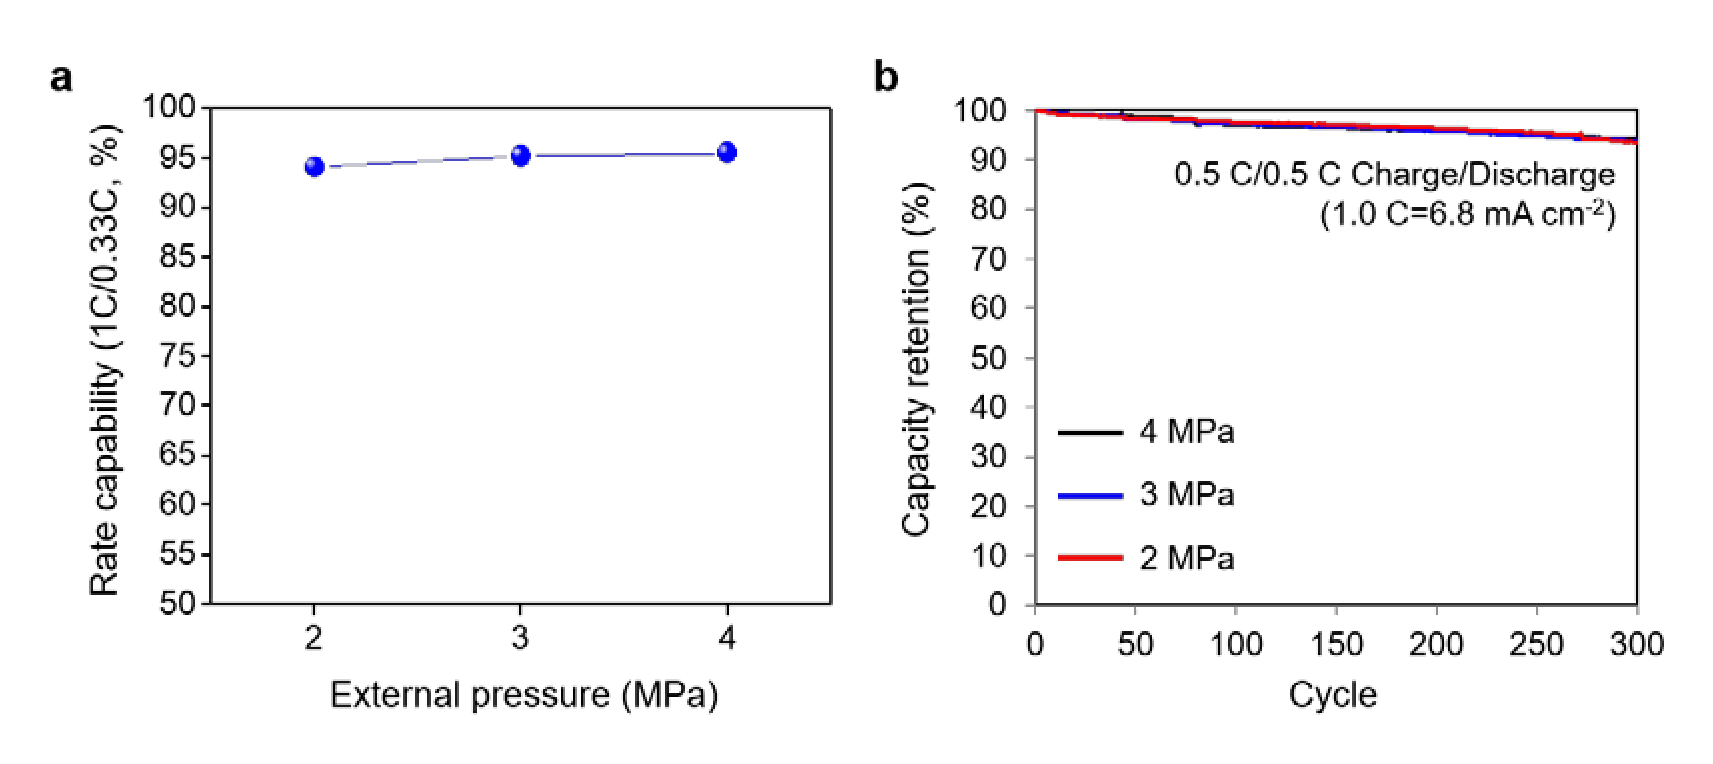 a
100
95
90
85
80
75
70
65
60
55
50
Rate capability (1C/0.33C, %)
2 3 4
External pressure (MPa)
b
100
90
80
70
60
50
40
30
20
10
0
Capacity retention (%)
0.5 C/0.5 C Charge/Discharge
(1.0 C=6.8 mA cm⁻²)
4 MPa
3 MPa
2 MPa
0 50 100 150 200 250 300
Cycle